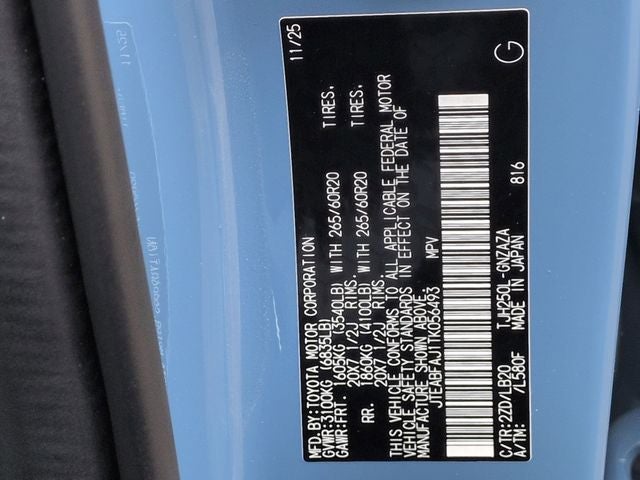 MFD.BY:TOYOTA MOTOR CORPORATION 11/25
GVWR:3100KG (6835LB)
GAWR:FRT. 1605KG (3540LB) WITH 265/60R20 TIRES.
20X7 1/2J RIMS.
RR. 1860KG (4100LB) WITH 265/60R20 TIRES.
20X7 1/2J RIMS.
THIS VEHICLE CONFORMS TO ALL APPLICABLE FEDERAL MOTOR
VEHICLE SAFETY STANDARDS IN EFFECT ON THE DATE OF
MANUFACTURE SHOWN ABOVE.
JTEABFAJ1TK056493 MPV
C/TR:2ZD/LB20 TJH250L-GNZAZA 816
A/TM: /L580F MADE IN JAPAN
G